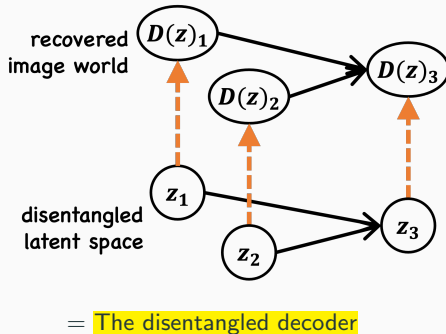 recovered
image world
D(z)₁
D(z)₂
D(z)₃
disentangled
latent space
z₁
z₂
z₃
= The disentangled decoder